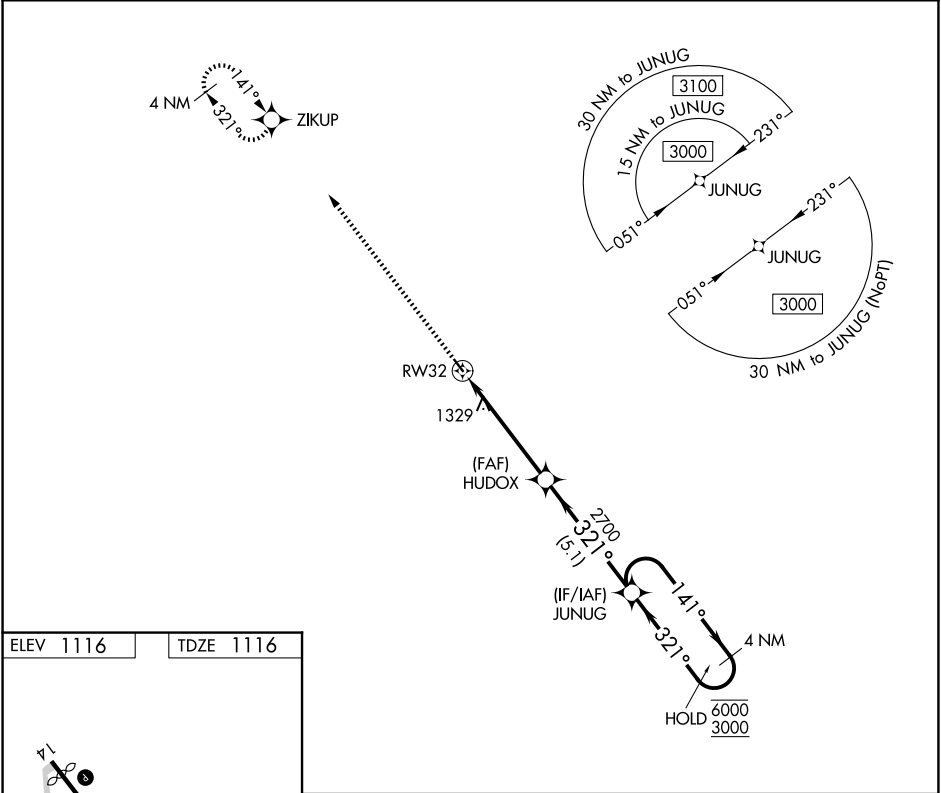 141°
4 NM
321°
ZIKUP
30 NM to JUNUG
3100
15 NM to JUNUG
3000
231°
JUNUG
051°
231°
JUNUG
051°
3000
30 NM to JUNUG (NoPT)
RW32
1329
(FAF)
HUDOX
2700
321°
(5.1)
(IF/IAF)
JUNUG
141°
321°
4 NM
HOLD
6000
3000
ELEV 1116
TDZE 1116
14
P